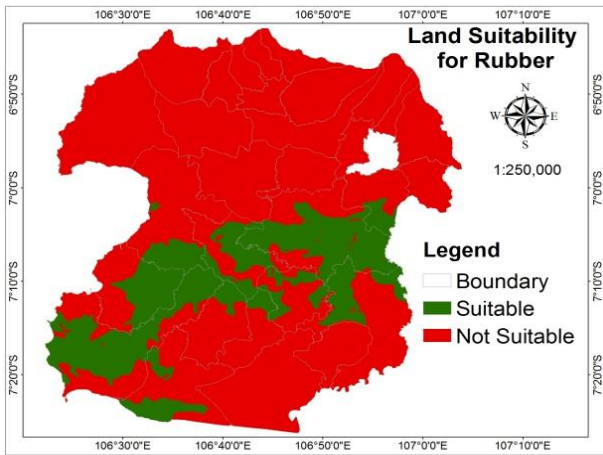 106°30'0"E 106°40'0"E 106°50'0"E 107°0'0"E 107°10'0"E
Land Suitability
for Rubber
N
W E
S
1:250,000
6°50'0"S 6°50'0"S
7°0'0"S 7°0'0"S
7°10'0"S 7°10'0"S
7°20'0"S 7°20'0"S
Legend
Boundary
Suitable
Not Suitable
106°30'0"E 106°40'0"E 106°50'0"E 107°0'0"E 107°10'0"E